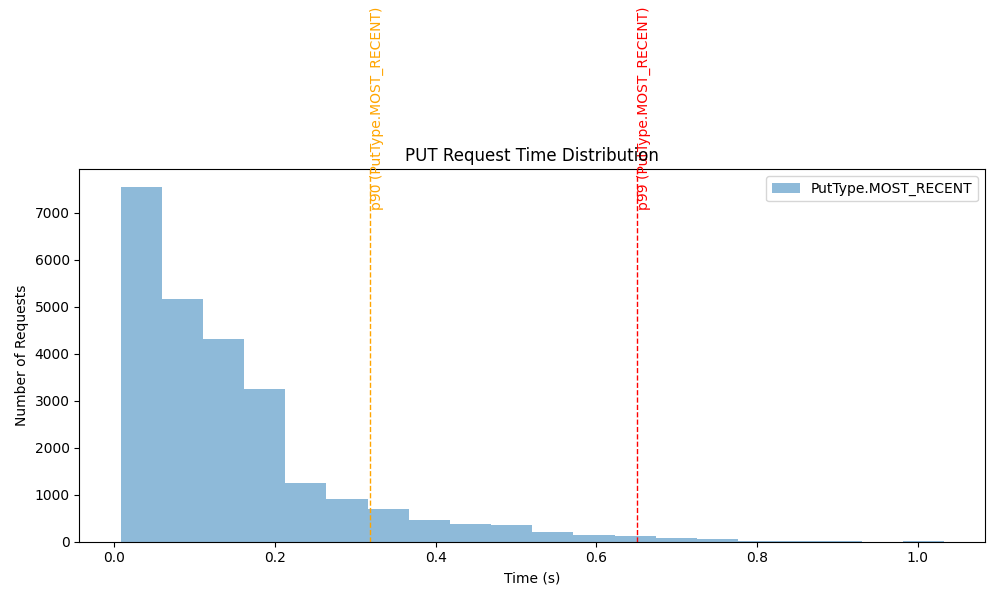 p90 (PutType.MOST_RECENT)
p99 (PutType.MOST_RECENT)
PUT Request Time Distribution
PutType.MOST_RECENT
Number of Requests
7000
6000
5000
4000
3000
2000
1000
0
0.0
0.2
0.4
0.6
0.8
1.0
Time (s)